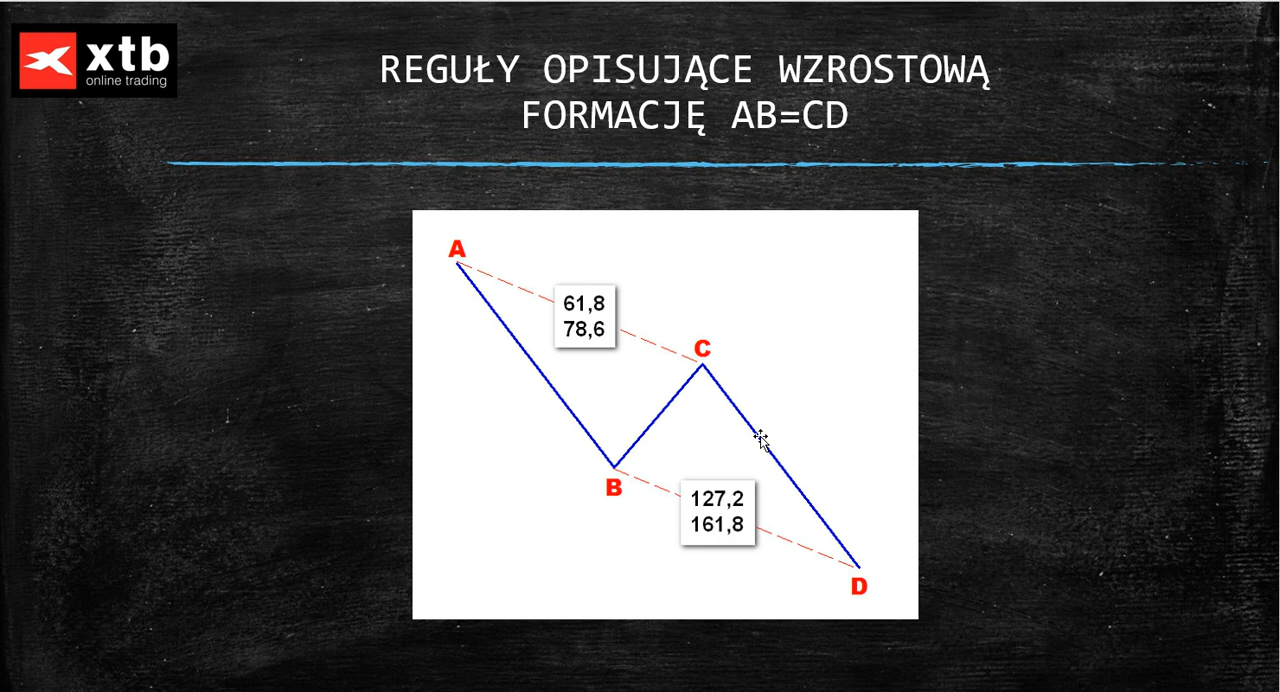 xtb
online trading
REGUŁY OPISUJĄCE WZROSTOWĄ
FORMACJĘ AB=CD
A
61,8
78,6
C
B
127,2
161,8
D